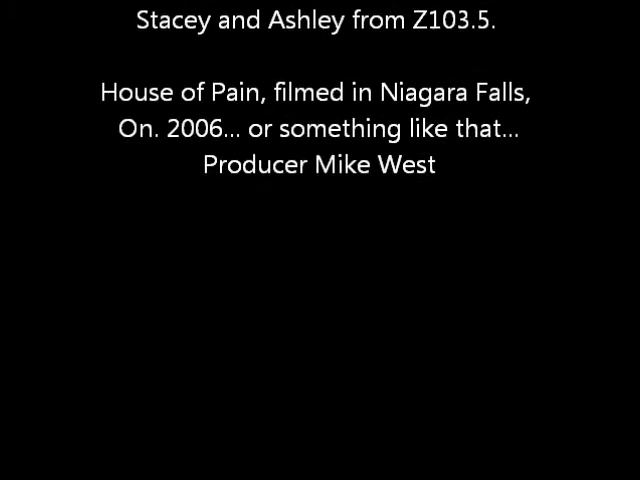 Stacey and Ashley from Z103.5.
House of Pain, filmed in Niagara Falls,
On. 2006... or something like that...
Producer Mike West